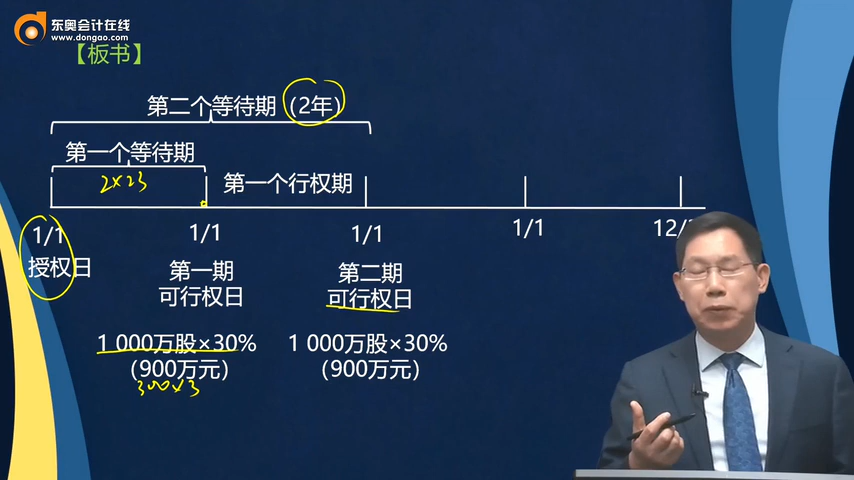 东奥会计在线
www.dongao.com
【板书】
第二个等待期（2年）
第一个等待期
2×23
第一个行权期
1/1
1/1
1/1
1/1
12/
授权日
第一期
可行权日
第二期
可行权日
1 000万股×30%
（900万元）
300×3
1 000万股×30%
（900万元）